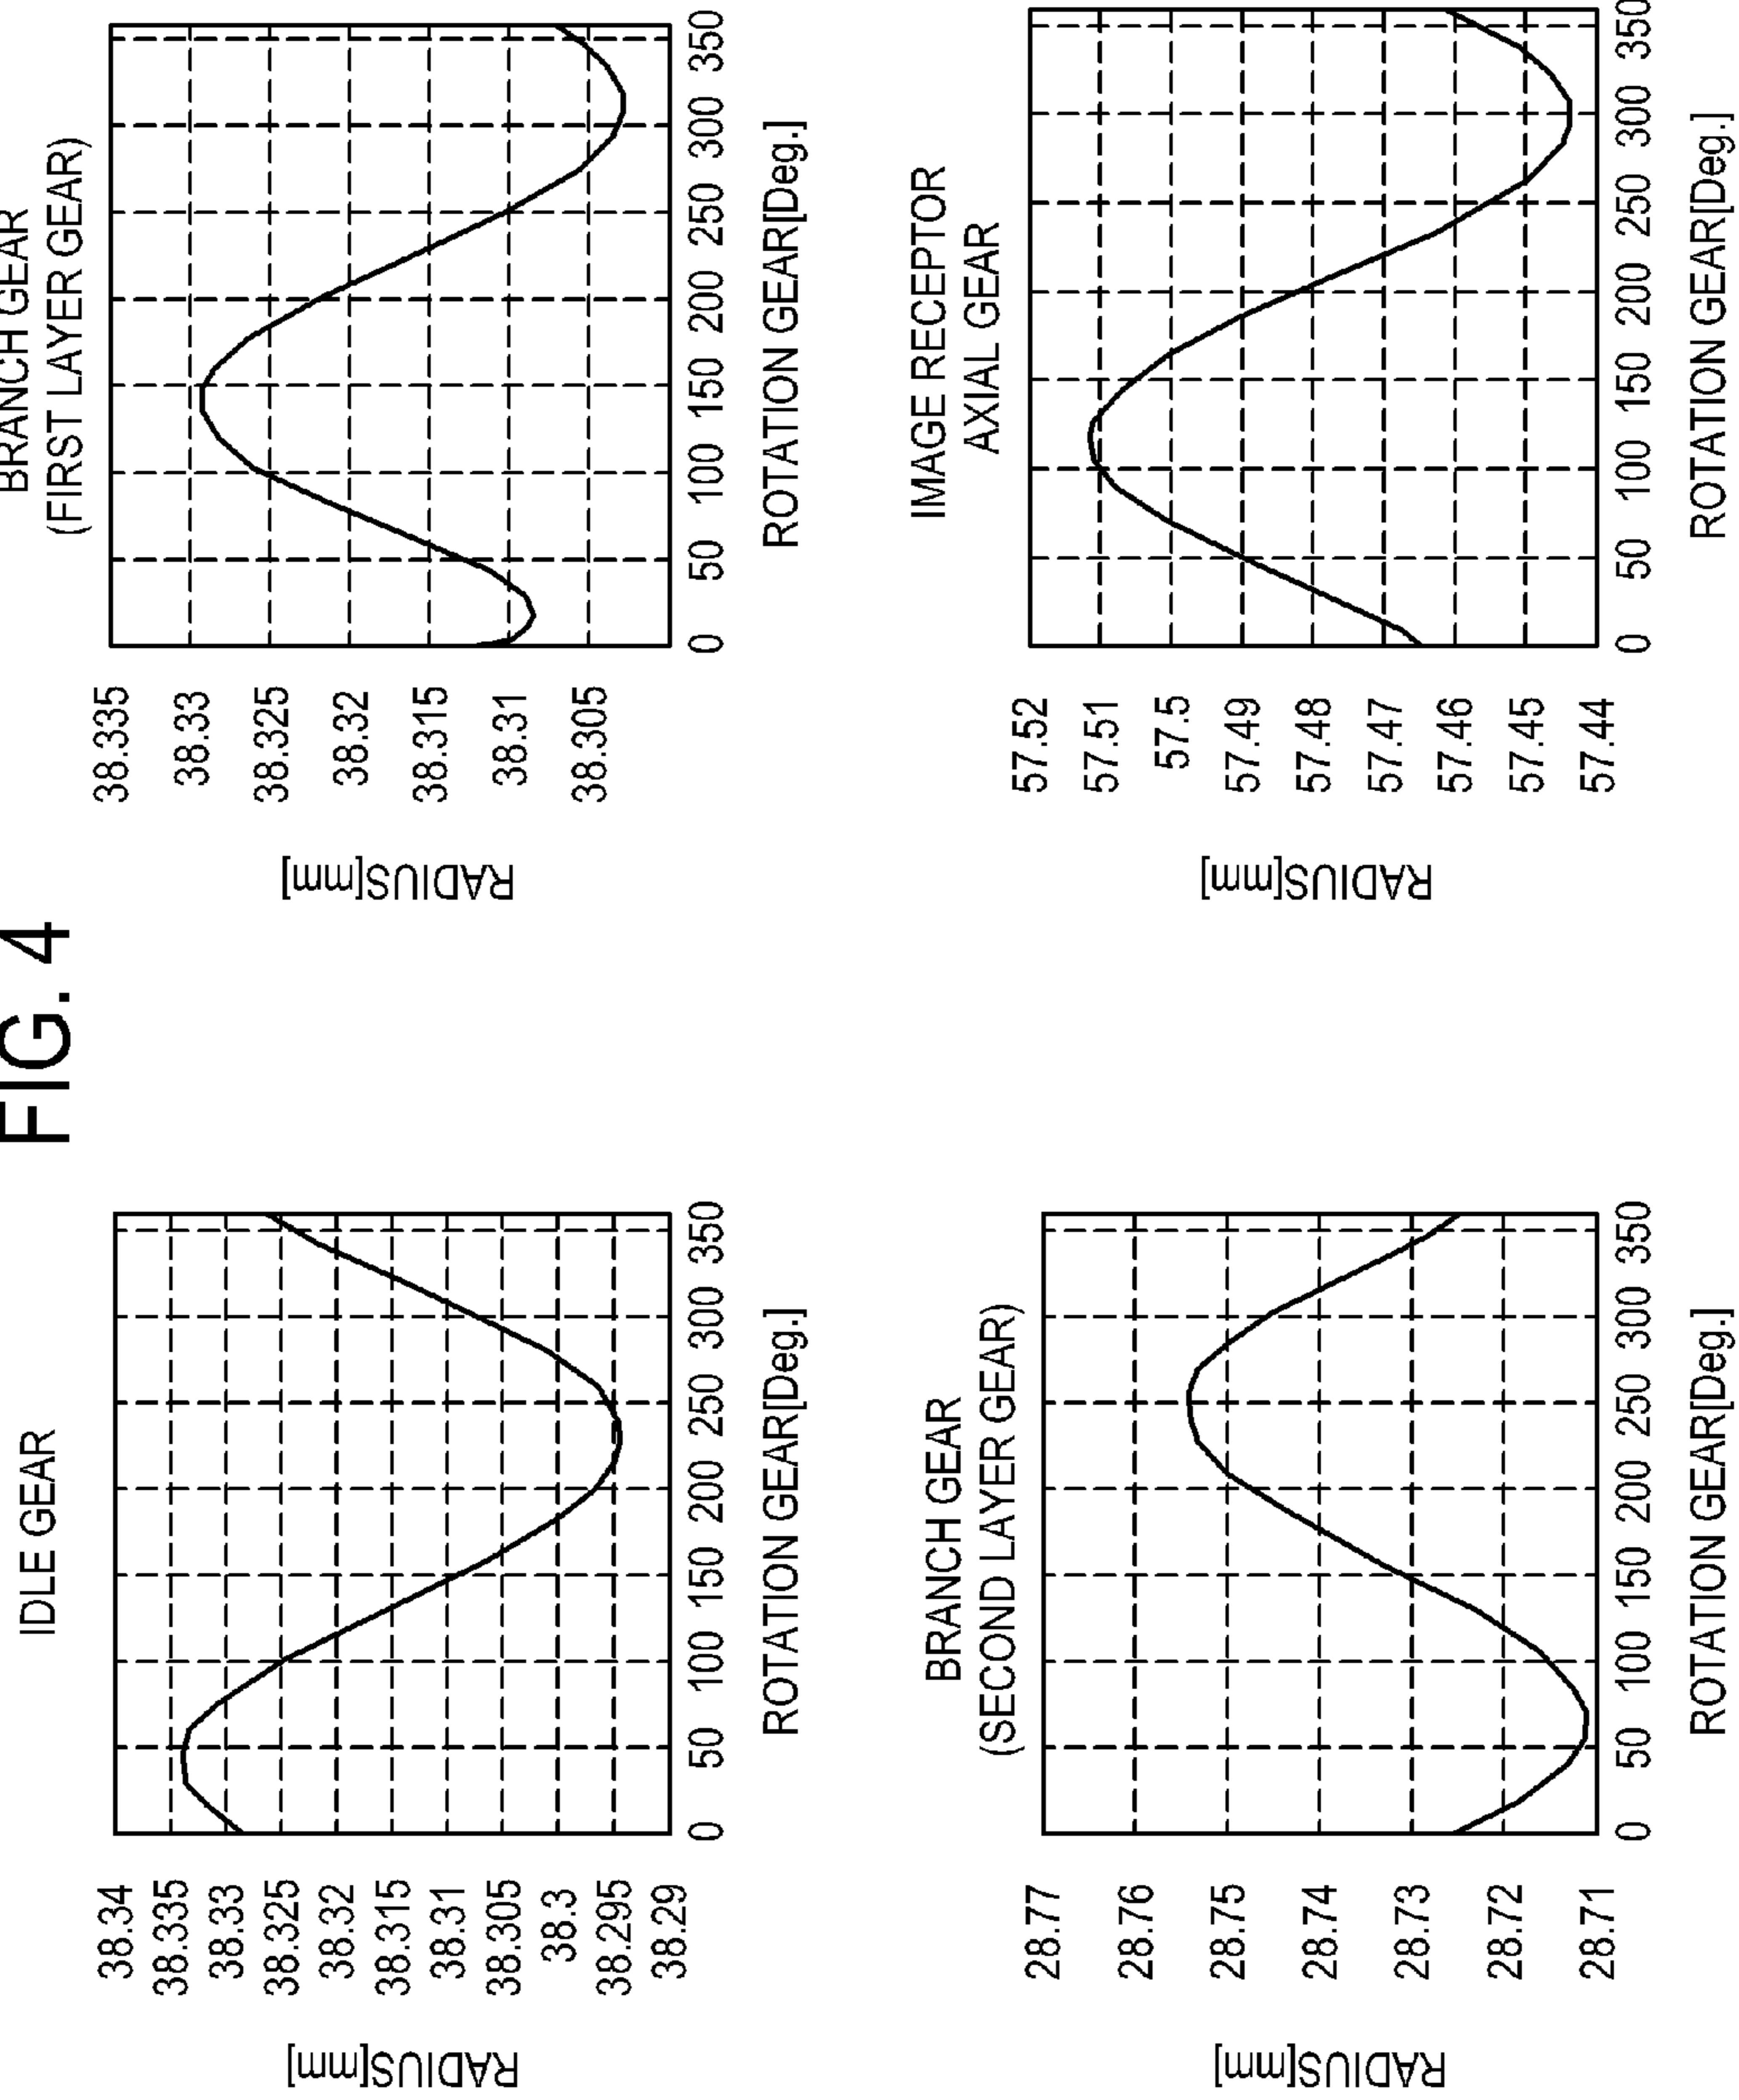 FIG. 4
IDLE GEAR
RADIUS[mm]
38.34
38.335
38.33
38.325
38.32
38.315
38.31
38.305
38.3
38.295
38.29
0 50 100 150 200 250 300 350
ROTATION GEAR[Deg.]
BRANCH GEAR
(FIRST LAYER GEAR)
RADIUS[mm]
38.335
38.33
38.325
38.32
38.315
38.31
38.305
0 50 100 150 200 250 300 350
ROTATION GEAR[Deg.]
BRANCH GEAR
(SECOND LAYER GEAR)
RADIUS[mm]
28.77
28.76
28.75
28.74
28.73
28.72
28.71
0 50 100 150 200 250 300 350
ROTATION GEAR[Deg.]
IMAGE RECEPTOR
AXIAL GEAR
RADIUS[mm]
57.52
57.51
57.5
57.49
57.48
57.47
57.46
57.45
57.44
0 50 100 150 200 250 300 350
ROTATION GEAR[Deg.]